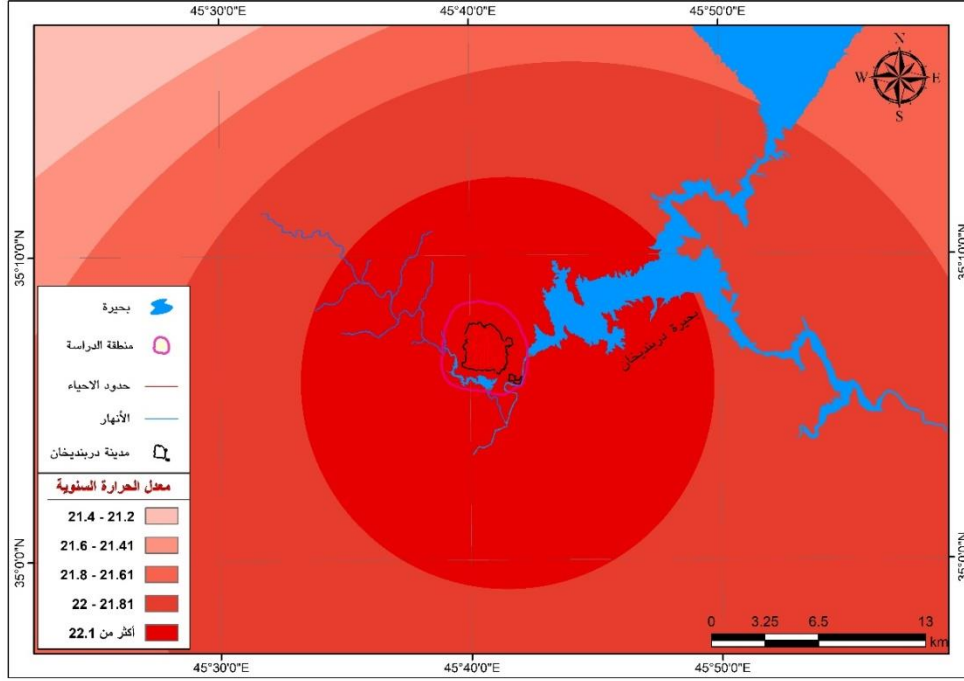 45°30'0"E
45°40'0"E
45°50'0"E
N
W
E
S
35°10'0"N
35°10'0"N
بحيرة
منطقة الدراسة
حدود الاحياء
الأنهار
مدينة دربنديخان
معدل الحرارة السنوية
21.4 - 21.2
21.6 - 21.41
21.8 - 21.61
22 - 21.81
أكثر من 22.1
بحيرة دربنديخان
35°0'0"N
35°0'0"N
0 3.25 6.5 13
km
45°30'0"E
45°40'0"E
45°50'0"E